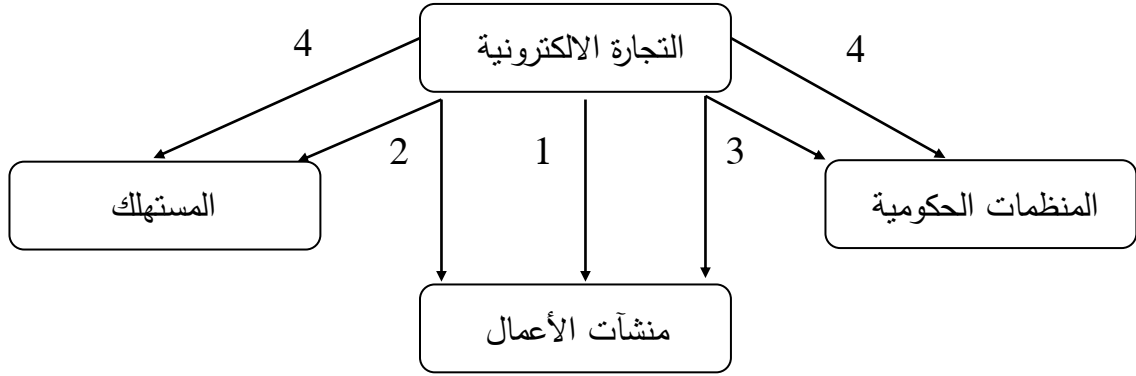 التجارة الالكترونية
4
4
2
1
3
المستهلك
المنظمات الحكومية
منشآت الأعمال